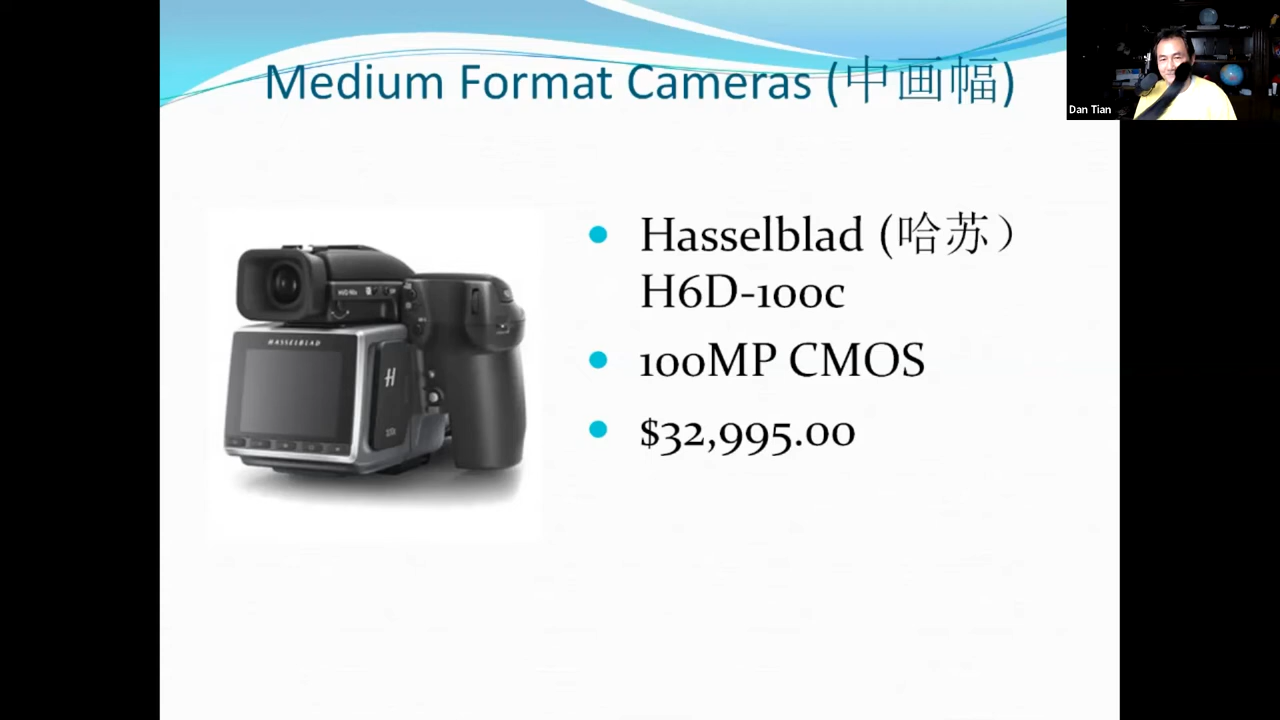 Medium Format Cameras (中画幅)
Dan Tian
Hasselblad (哈苏）
H6D-100c
100MP CMOS
$32,995.00
HASSELBLAD
H